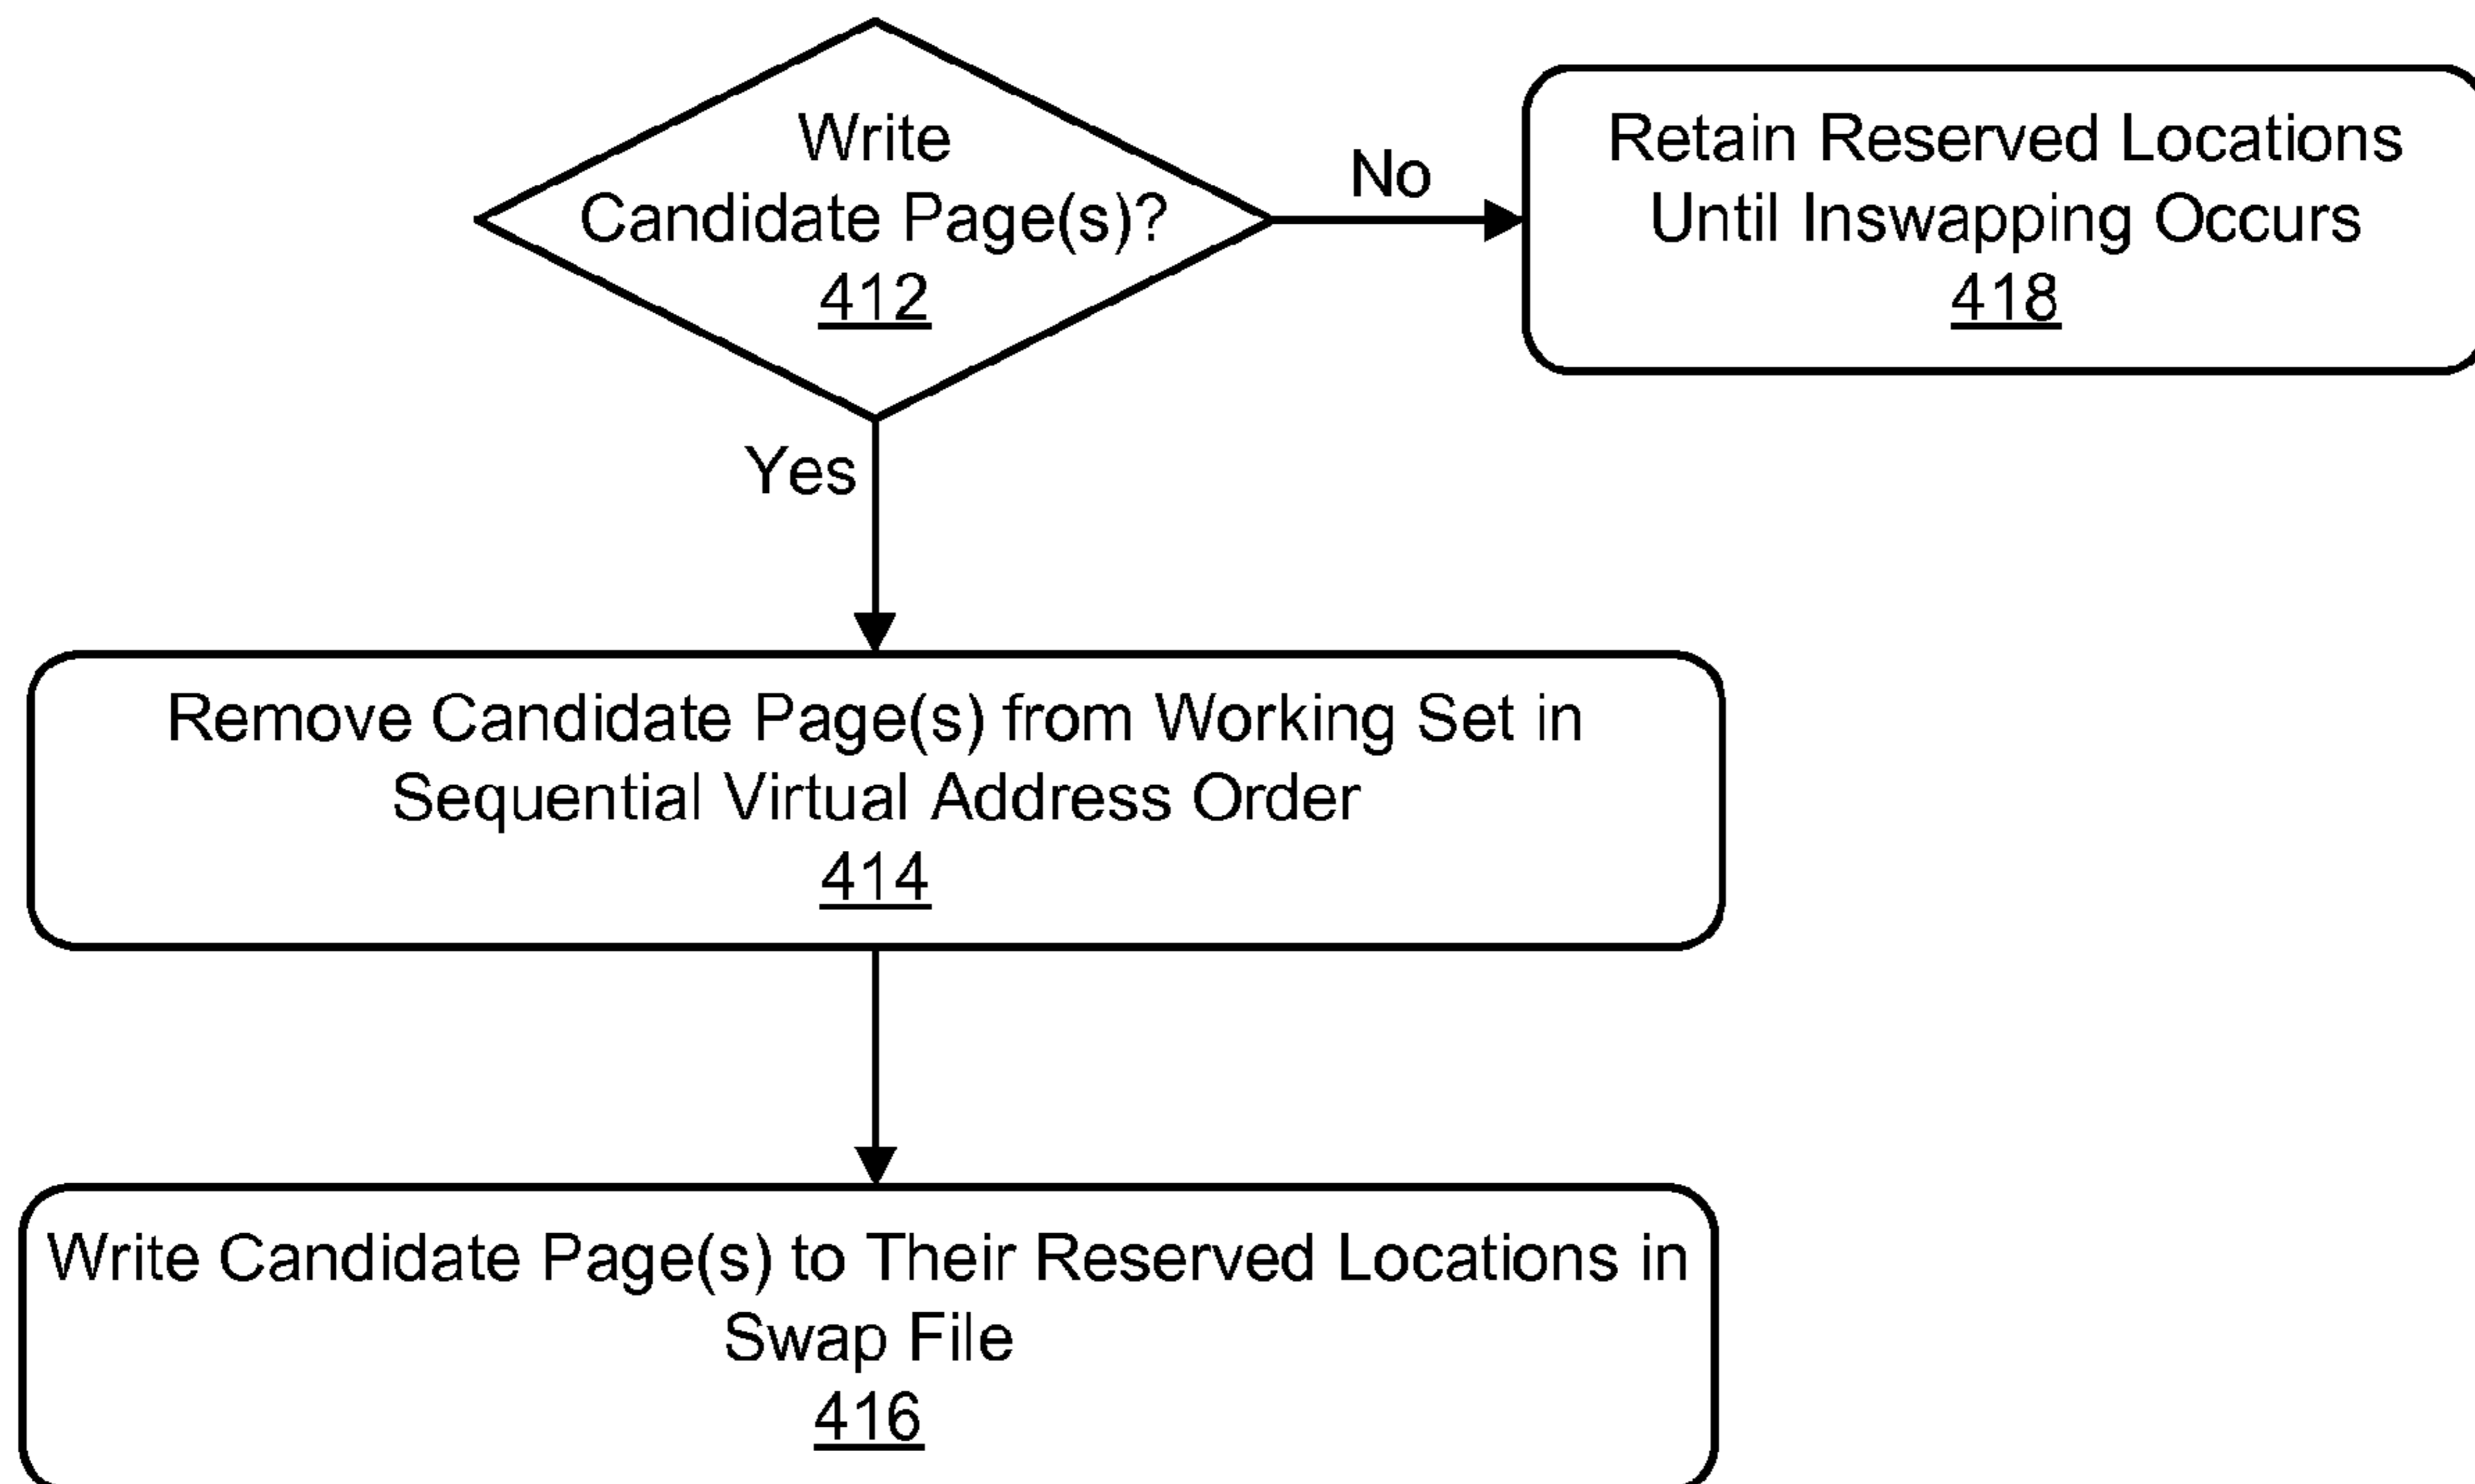 Write
Candidate Page(s)?
412
No
Retain Reserved Locations
Until Inswapping Occurs
418
Yes
Remove Candidate Page(s) from Working Set in
Sequential Virtual Address Order
414
Write Candidate Page(s) to Their Reserved Locations in
Swap File
416